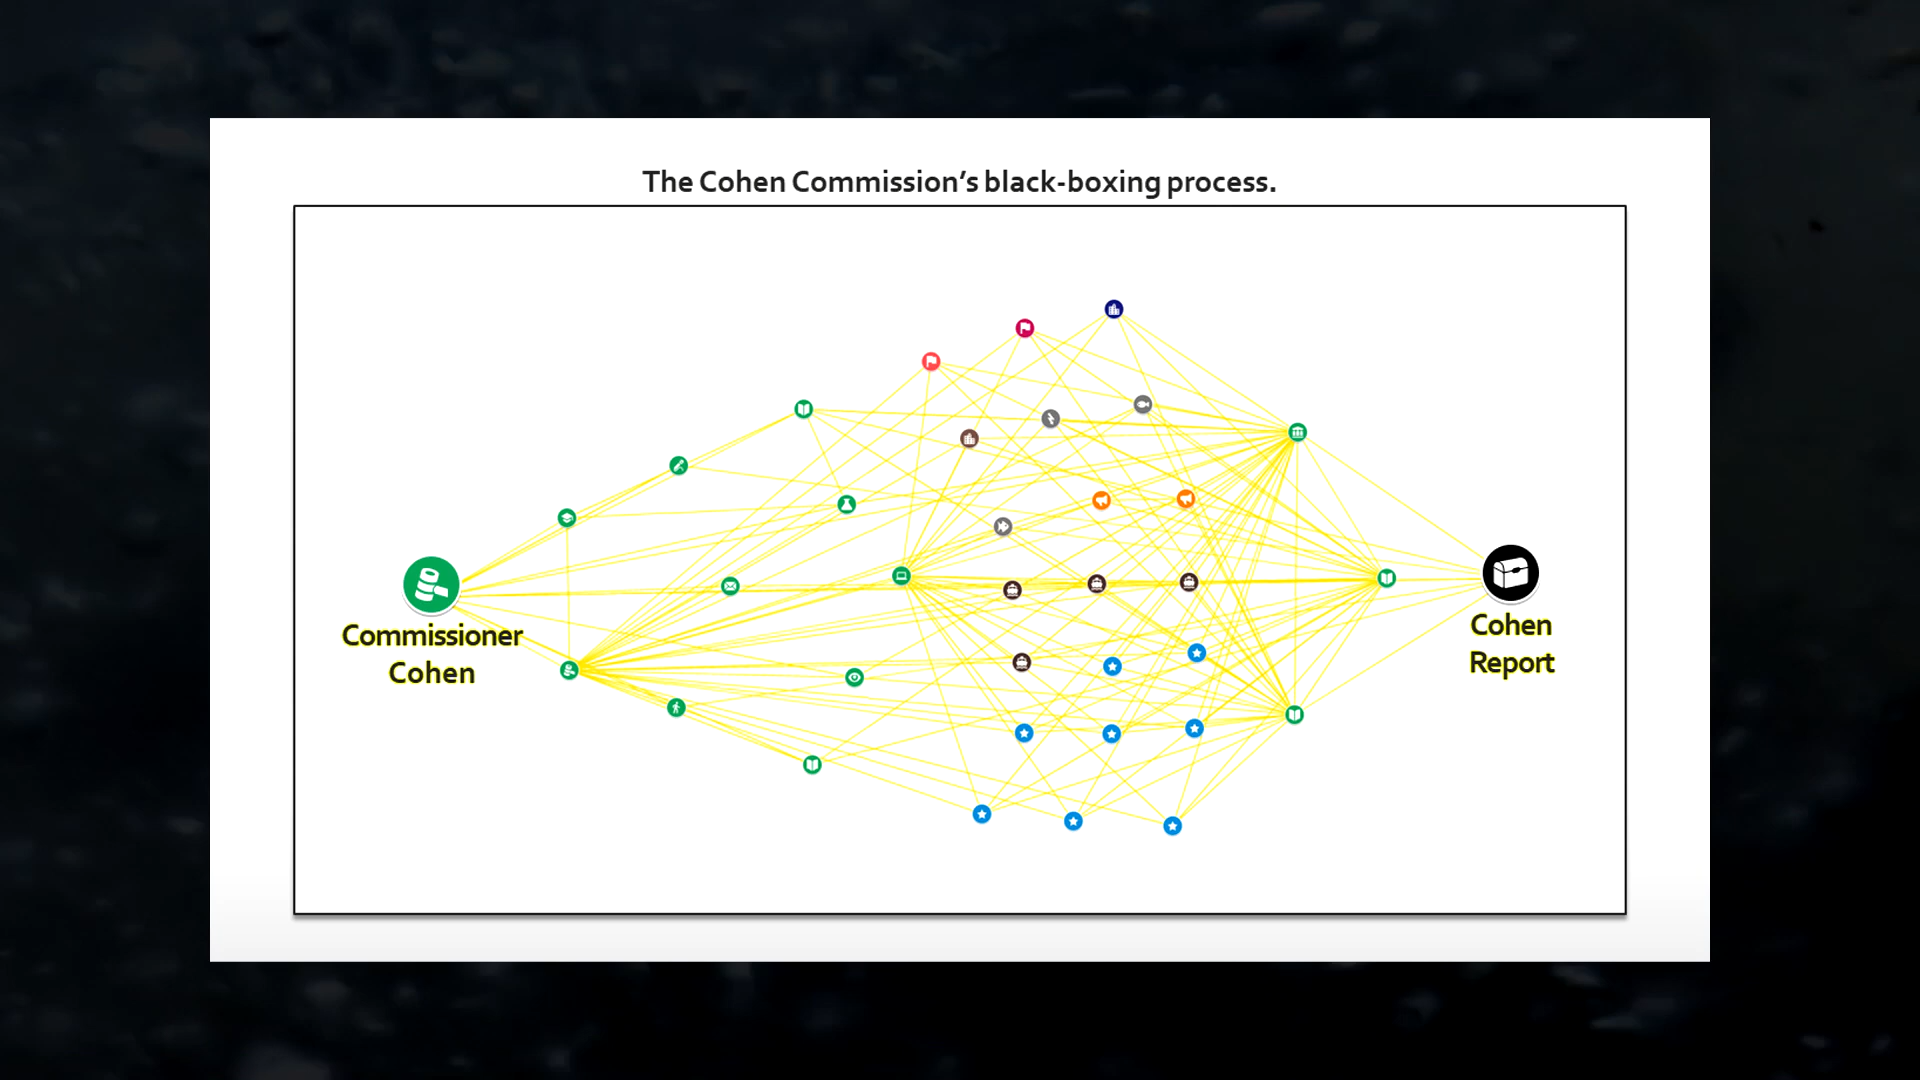 The Cohen Commission’s black-boxing process.
Commissioner
Cohen
Cohen
Report